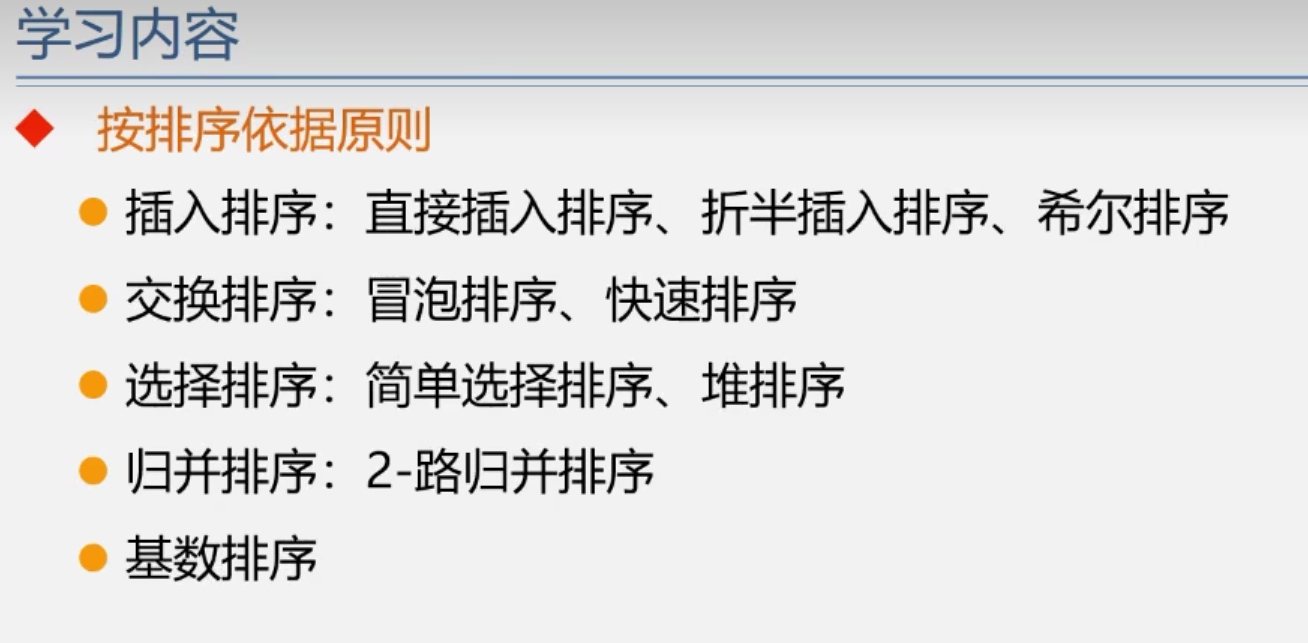 学习内容
按排序依据原则
插入排序：直接插入排序、折半插入排序、希尔排序
交换排序：冒泡排序、快速排序
选择排序：简单选择排序、堆排序
归并排序：2-路归并排序
基数排序